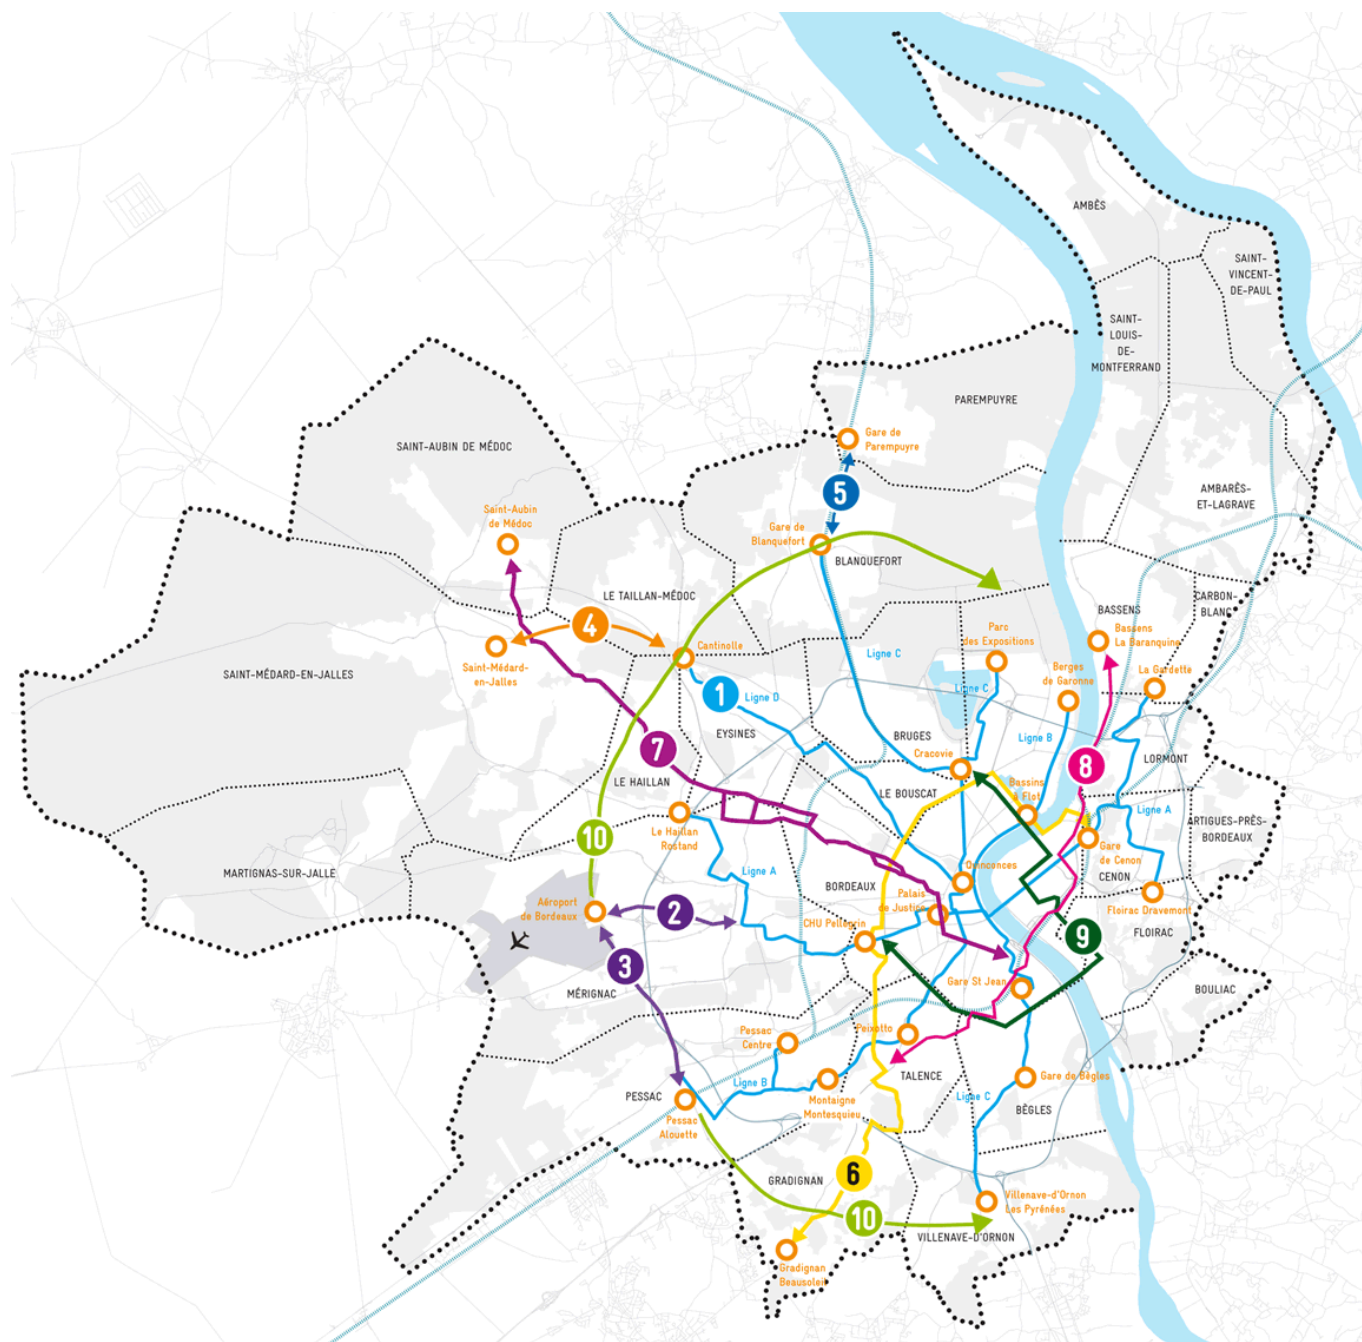 AMBÈS
SAINT-
VINCENT-
DE-PAUL
SAINT-
LOUIS-
DE-
MONTFERRAND
PAREMPUYRE
Gare de
Parempuyre
SAINT-AUBIN DE MÉDOC
5
AMBARÈS-
ET-LAGRAVE
Saint-Aubin
de Médoc
Gare de
Blanquefort
BLANQUEFORT
LE TAILLAN-MÉDOC
CARBON-
BLANC
BASSENS
4
Parc
des Expositions
Bassens
La Baranquine
Cantinolle
Ligne C
Saint-Médard-
en-Jalles
SAINT-MÉDARD-EN-JALLES
Berges
de Garonne
La Gardette
1
Ligne D
Ligne C
EYSINES
BRUGES
Ligne B
7
Cracovie
8
LORMONT
LE HAILLAN
LE BOUSCAT
Bassins
à Flot
Ligne A
Le Haillan
Rostand
ARTIGUES-PRÈS-
BORDEAUX
10
Gare
de Cenon
CENON
MARTIGNAS-SUR-JALLE
Ligne A
Quinconces
BORDEAUX
Palais
de Justice
Floirac Dravemont
Aéroport
de Bordeaux
2
CHU Pellegrin
9
FLOIRAC
3
MÉRIGNAC
Gare St Jean
BOULIAC
Pessac
Centre
Peixotto
TALENCE
Gare de Bègles
Ligne B
PESSAC
Montaigne
Montesquieu
Ligne C
BÈGLES
Pessac
Alouette
6
GRADIGNAN
Villenave-d'Ornon
Les Pyrénées
10
VILLENAVE-D'ORNON
Gradignan
Beausoleil